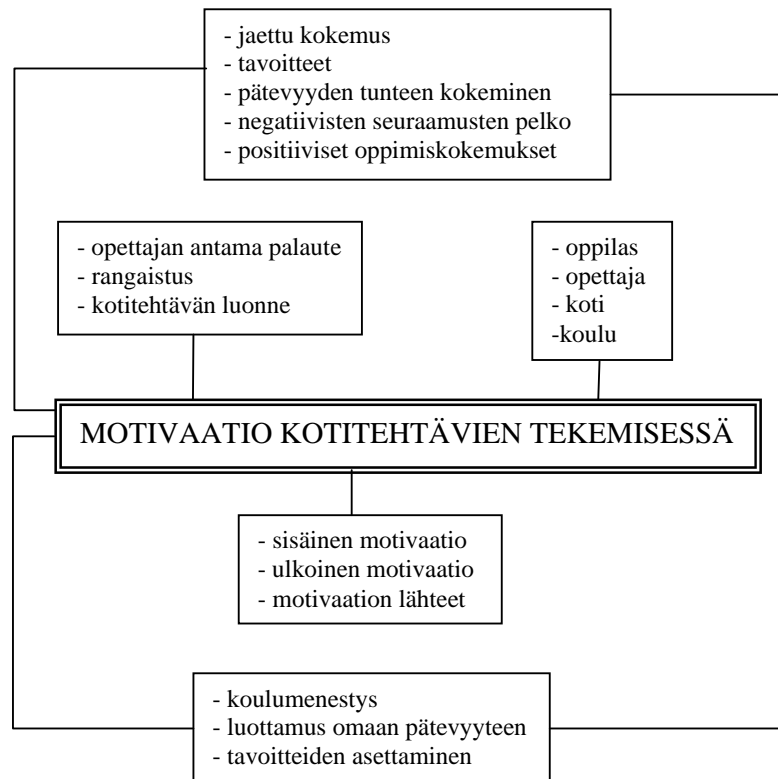 - jaettu kokemus
- tavoitteet
- pätevyyden tunteen kokeminen
- negatiivisten seuraamusten pelko
- positiiviset oppimiskokemukset
- opettajan antama palaute
- rangaistus
- kotitehtävän luonne
- oppilas
- opettaja
- koti
-koulu
MOTIVAATIO KOTITEHTÄVIEN TEKEMISESSÄ
- sisäinen motivaatio
- ulkoinen motivaatio
- motivaation lähteet
- koulumenestys
- luottamus omaan pätevyyteen
- tavoitteiden asettaminen